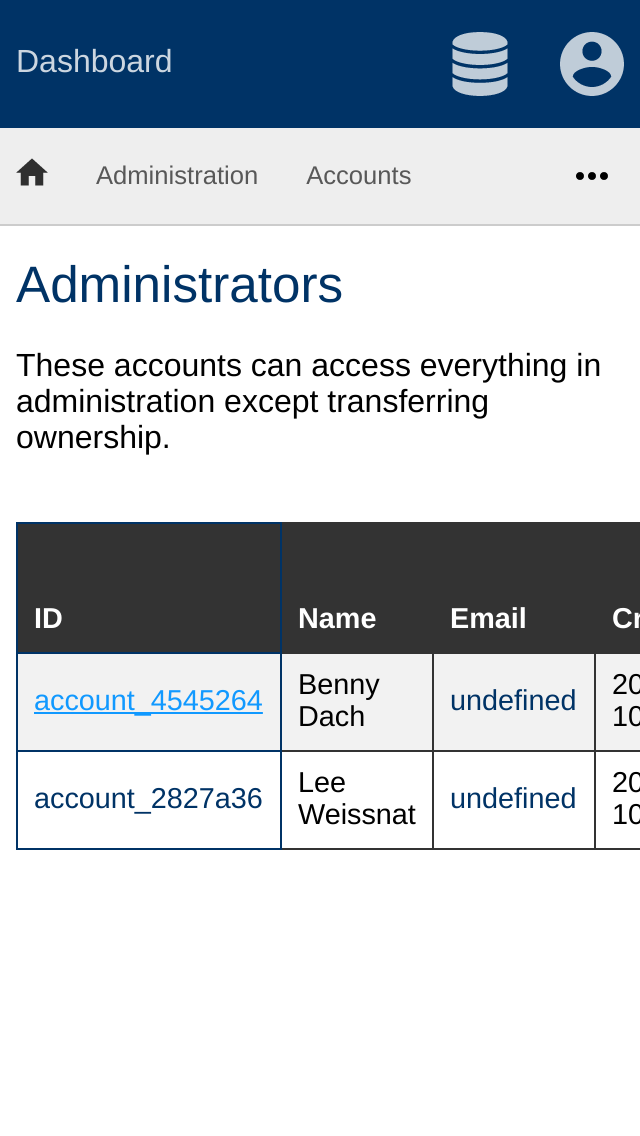 Dashboard
Administration Accounts
Administrators
These accounts can access everything in
administration except transferring
ownership.
ID Name Email Cr
account_4545264 Benny Dach undefined 20 10
account_2827a36 Lee Weissnat undefined 20 10